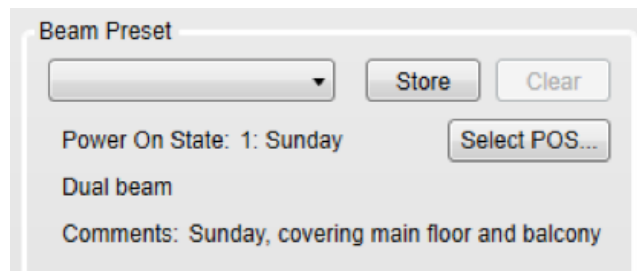 Beam Preset
Store Clear
Power On State: 1: Sunday Select POS...
Dual beam
Comments: Sunday, covering main floor and balcony